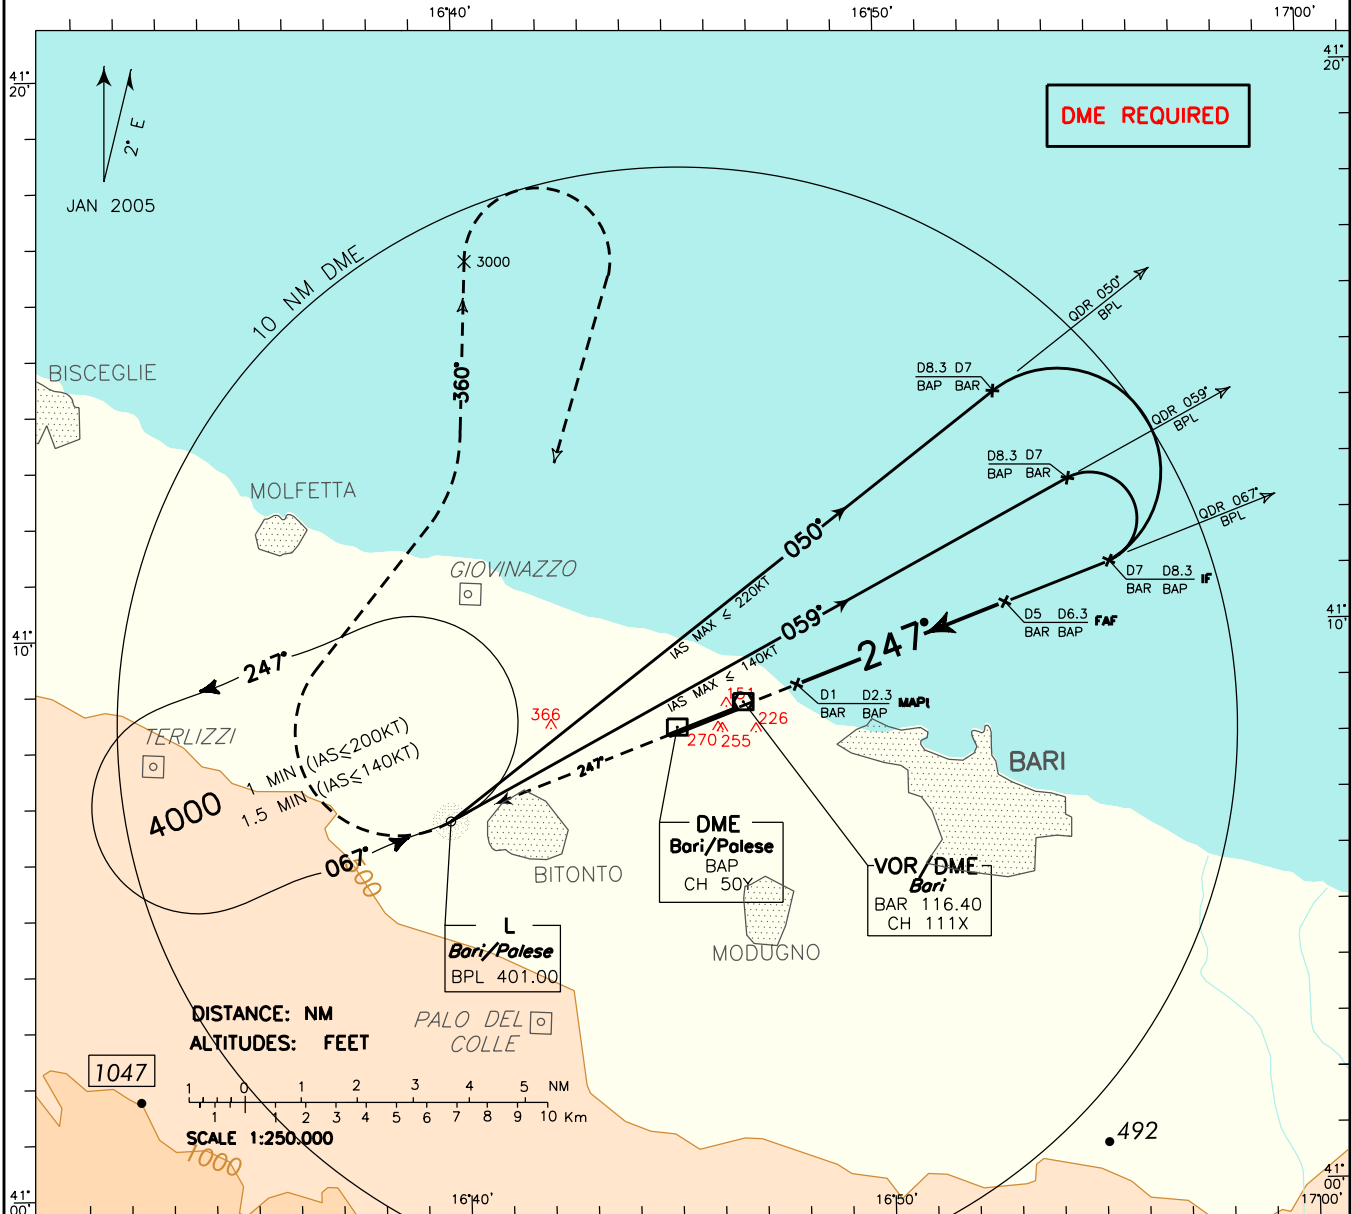 16°40'
16°50'
17°00'
41°
20'
41°
20'
DME REQUIRED
2° E
JAN 2005
10 NM DME
3000
360°
QDR 050°
BPL
BISCEGLIE
D8.3 D7
BAP BAR
QDR 059°
BPL
D8.3 D7
BAP BAR
MOLFETTA
QDR 067°
BPL
050°
GIOVINAZZO
D7 D8.3 IF
BAR BAP
IAS MAX ≤ 220KT
059°
D5 D6.3 FAF
BAR BAP
41°
10'
41°
10'
247°
247°
IAS MAX ≤ 140KT
D1 D2.3 MAPt
BAR BAP
151
366
226
270
255
TERLIZZI
247°
BARI
1 MIN (IAS≤200KT)
1.5 MIN (IAS≤140KT)
4000
067°
DME
Bari/Palese
BAP
CH 50Y
BITONTO
VOR/DME
Bari
BAR 116.40
CH 111X
L
Bari/Palese
BPL 401.00
MODUGNO
DISTANCE: NM
ALTITUDES: FEET
PALO DEL
COLLE
1047
1 0 1 2 3 4 5 NM
1 1 2 3 4 5 6 7 8 9 10 Km
SCALE 1:250.000
1000
492
41°
00'
41°
00'
16°40'
16°50'
17°00'